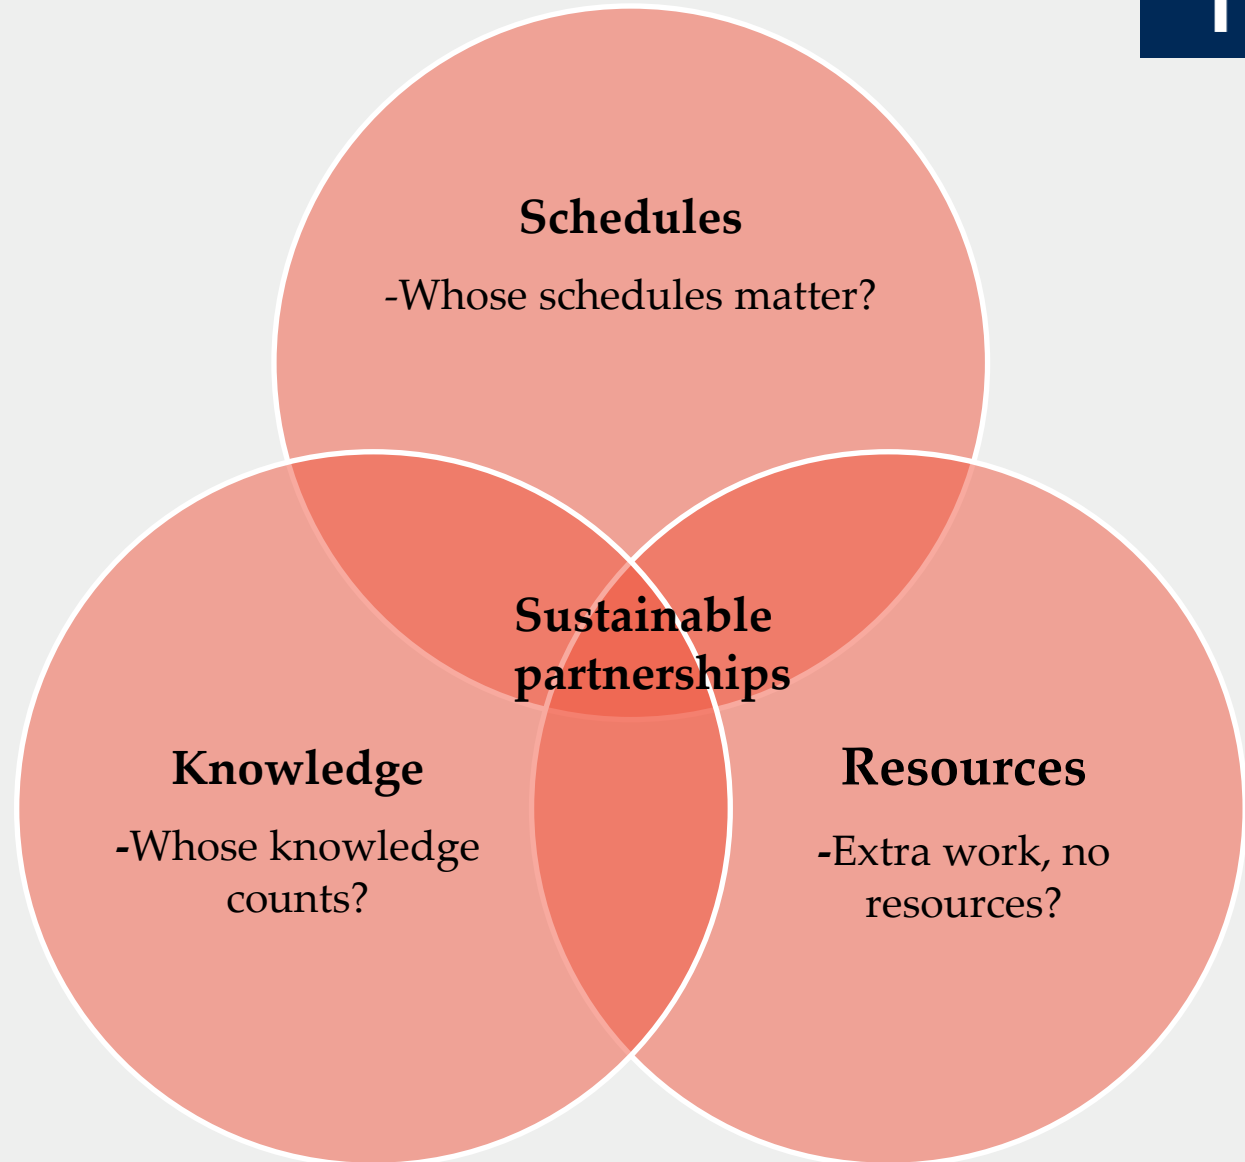 Schedules
-Whose schedules matter?
Sustainable
partnerships
Knowledge
-Whose knowledge
counts?
Resources
-Extra work, no
resources?